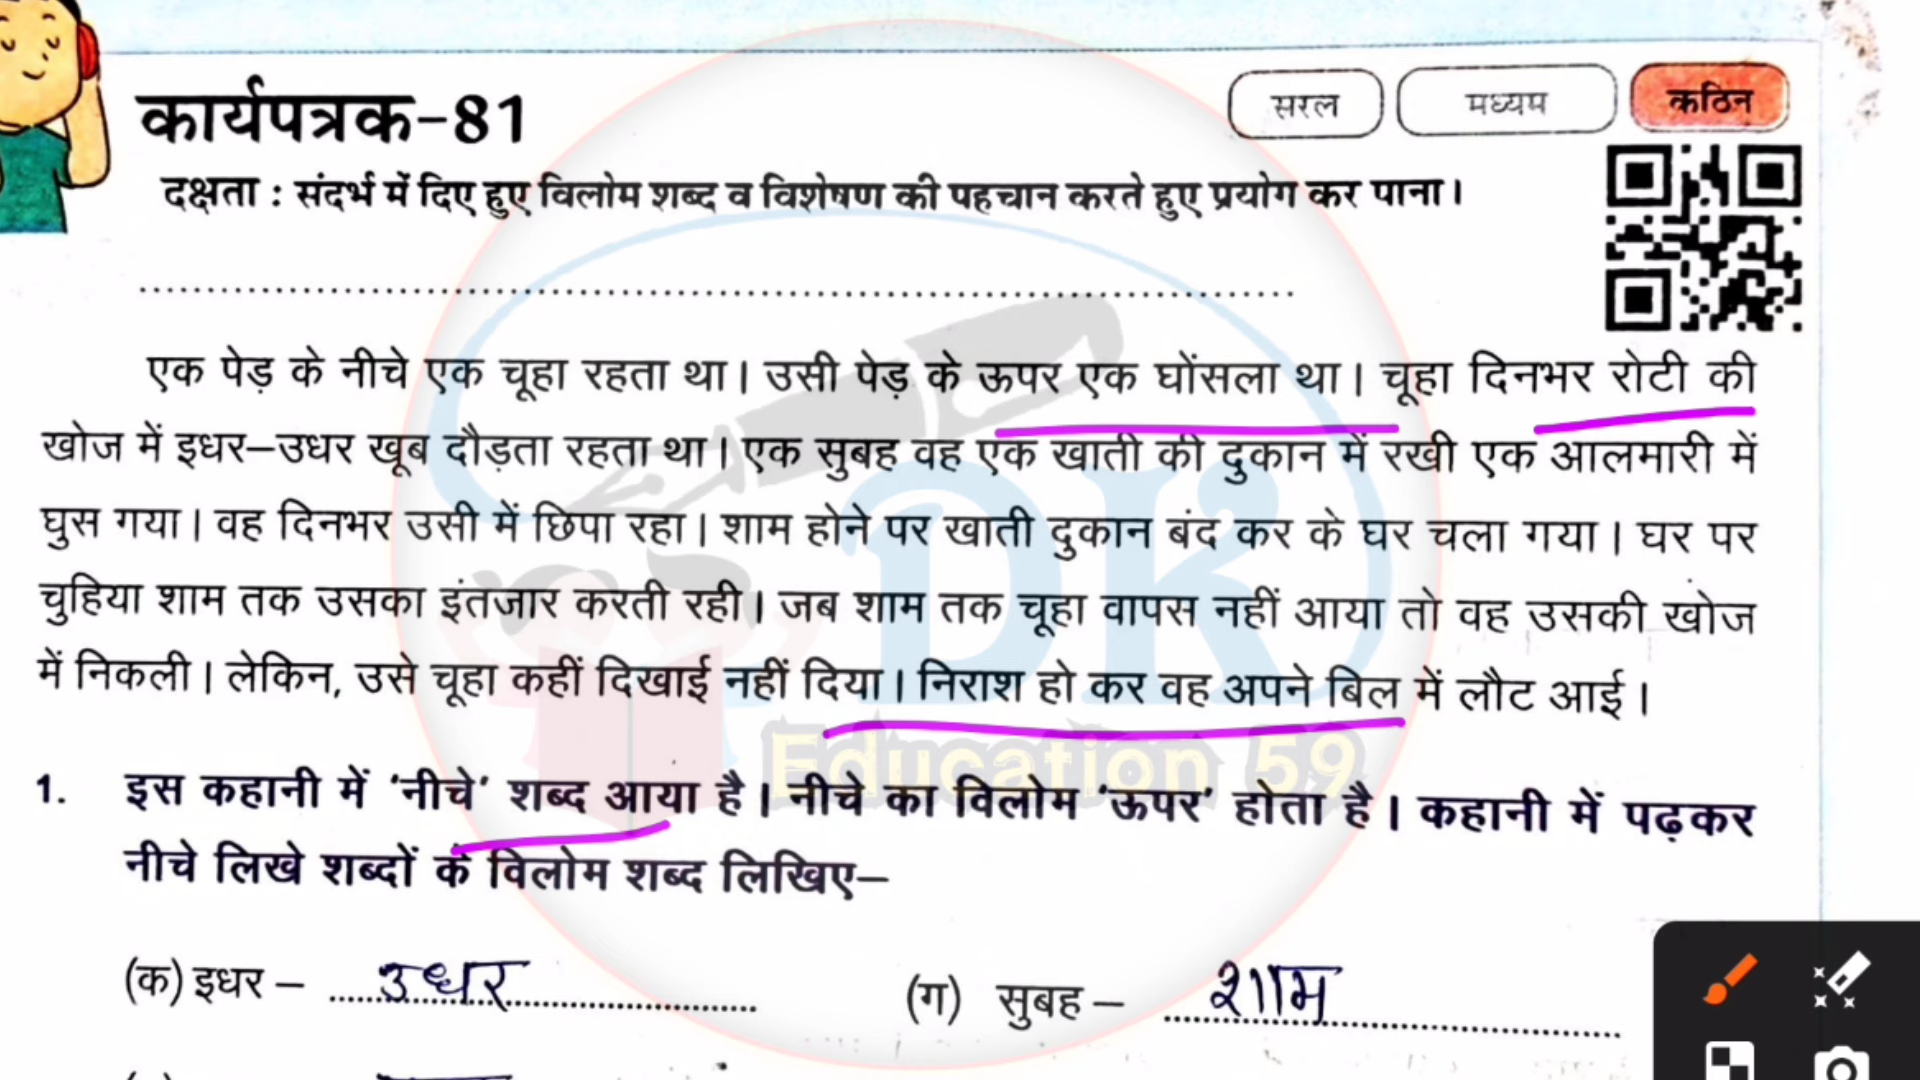 कार्यपत्रक–81
सरल मध्यम कठिन
दक्षता : संदर्भ में दिए हुए विलोम शब्द व विशेषण की पहचान करते हुए प्रयोग कर पाना।
एक पेड़ के नीचे एक चूहा रहता था। उसी पेड़ के ऊपर एक घोंसला था। चूहा दिनभर रोटी की
खोज में इधर–उधर खूब दौड़ता रहता था। एक सुबह वह एक खाती की दुकान में रखी एक आलमारी में
घुस गया। वह दिनभर उसी में छिपा रहा। शाम होने पर खाती दुकान बंद कर के घर चला गया। घर पर
चुहिया शाम तक उसका इंतजार करती रही। जब शाम तक चूहा वापस नहीं आया तो वह उसकी खोज
में निकली। लेकिन, उसे चूहा कहीं दिखाई नहीं दिया। निराश हो कर वह अपने बिल में लौट आई।
DK
Education 59
1. इस कहानी में 'नीचे' शब्द आया है। नीचे का विलोम 'ऊपर' होता है। कहानी में पढ़कर
नीचे लिखे शब्दों के विलोम शब्द लिखिए–
(क) इधर – उधर (ग) सुबह – शाम